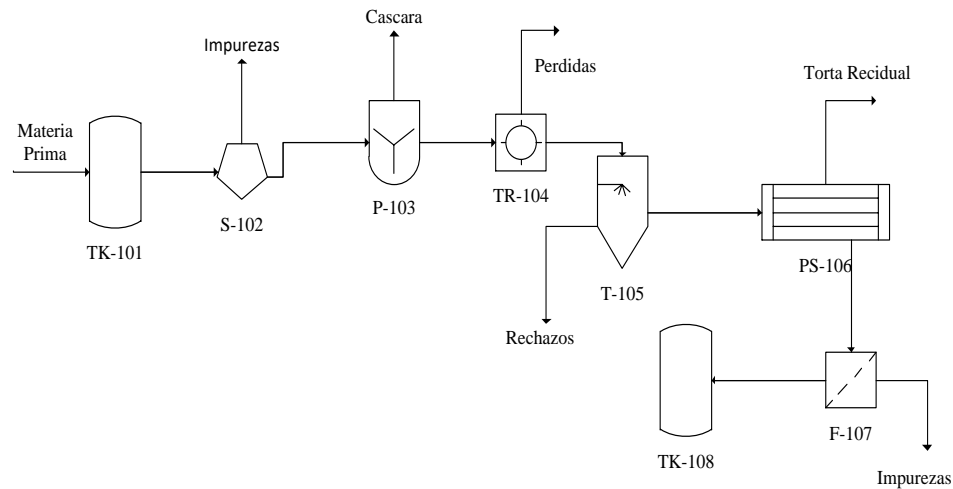 Cascara
Impurezas
Perdidas
Torta Recidual
Materia
Prima
P-103
TR-104
S-102
TK-101
PS-106
T-105
Rechazos
F-107
TK-108
Impurezas